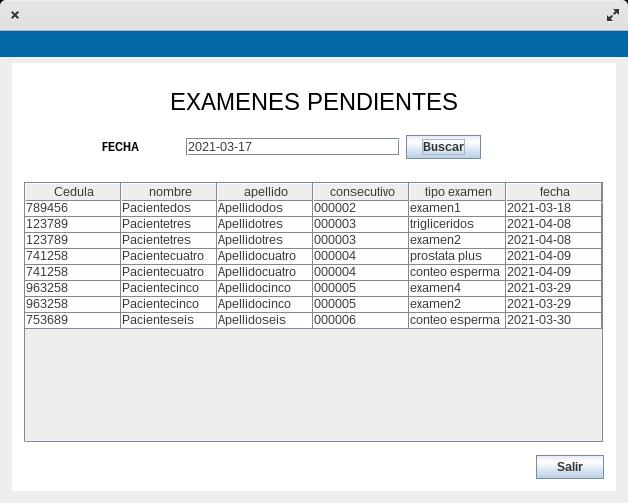 EXAMENES PENDIENTES
FECHA 2021-03-17 Buscar
Cedula nombre apellido consecutivo tipo examen fecha
789456 Pacientedos Apellidodos 000002 examen1 2021-03-18
123789 Pacientetres Apellidotres 000003 trigliceridos 2021-04-08
123789 Pacientetres Apellidotres 000003 examen2 2021-04-08
741258 Pacientecuatro Apellidocuatro 000004 prostata plus 2021-04-09
741258 Pacientecuatro Apellidocuatro 000004 conteo esperma 2021-04-09
963258 Pacientecinco Apellidocinco 000005 examen4 2021-03-29
963258 Pacientecinco Apellidocinco 000005 examen2 2021-03-29
753689 Pacienteseis Apellidoseis 000006 conteo esperma 2021-03-30
Salir